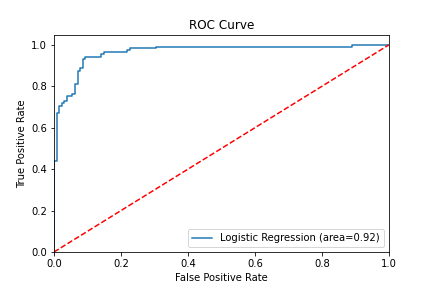 ROC Curve
1.0
0.8
0.6
0.4
0.2
0.0
True Positive Rate
Logistic Regression (area=0.92)
0.0 0.2 0.4 0.6 0.8 1.0
False Positive Rate